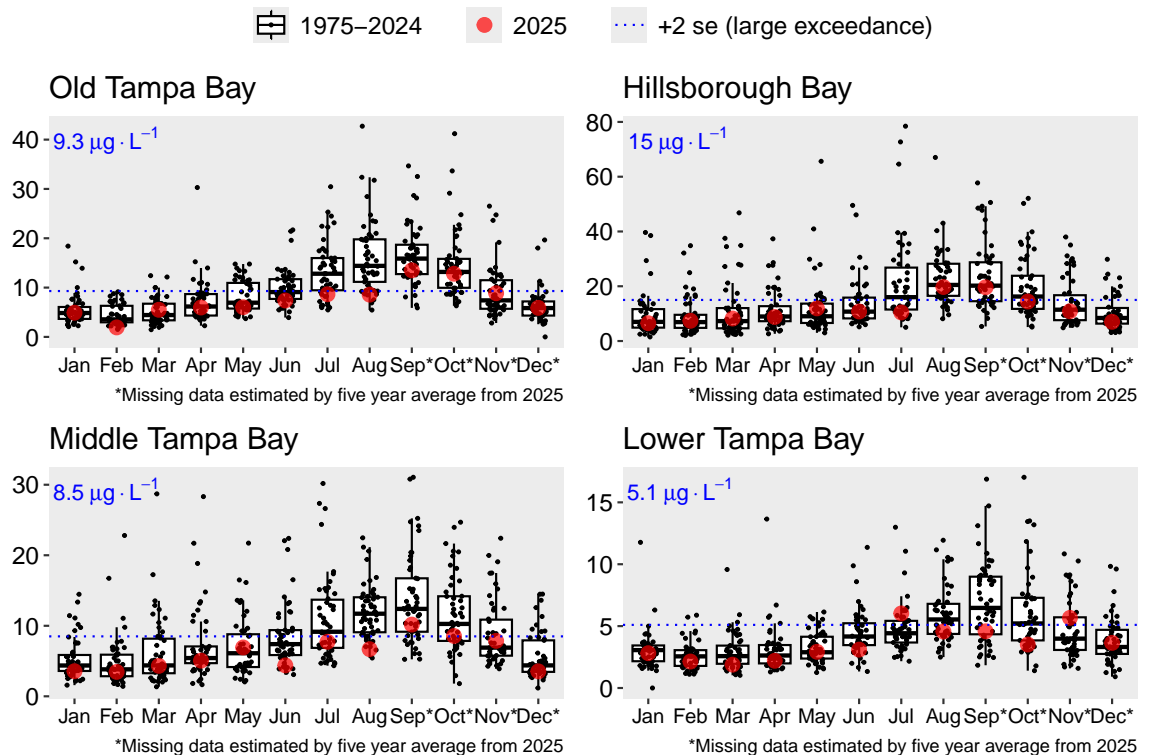 1975−2024 2025 +2 se (large exceedance)
Old Tampa Bay
9.3 μg·L⁻¹
40
30
20
10
0
Jan Feb Mar Apr May Jun Jul Aug Sep* Oct* Nov* Dec*
*Missing data estimated by five year average from 2025
Hillsborough Bay
15 μg·L⁻¹
80
60
40
20
0
Jan Feb Mar Apr May Jun Jul Aug Sep* Oct* Nov* Dec*
*Missing data estimated by five year average from 2025
Middle Tampa Bay
8.5 μg·L⁻¹
30
20
10
0
Jan Feb Mar Apr May Jun Jul Aug Sep* Oct* Nov* Dec*
*Missing data estimated by five year average from 2025
Lower Tampa Bay
5.1 μg·L⁻¹
15
10
5
0
Jan Feb Mar Apr May Jun Jul Aug Sep* Oct* Nov* Dec*
*Missing data estimated by five year average from 2025